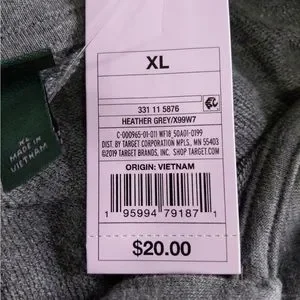 XL
331 11 5876
HEATHER GREY/X99W7
C-000965-01-011 WF18_50A01-0199
DIST. BY TARGET CORPORATION MPLS., MN 55403
©2019 TARGET BRANDS, INC. SHOP TARGET.COM
ORIGIN: VIETNAM
1 95994 79187 1
$20.00
XL
MADE IN
VIETNAM